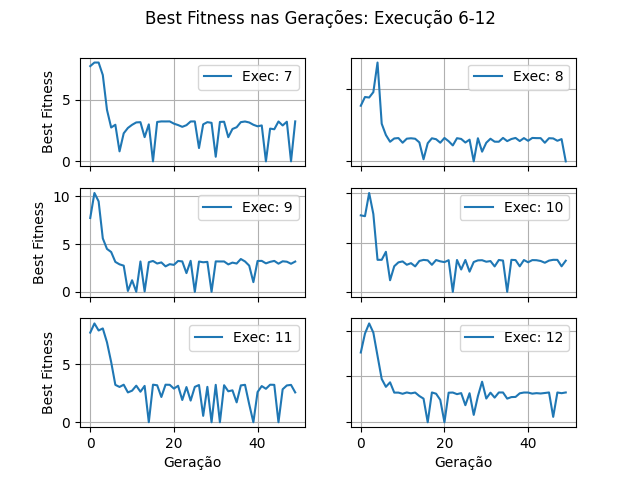 Best Fitness nas Gerações: Execução 6-12
Exec: 7
Exec: 8
5
0
Best Fitness
Exec: 9
Exec: 10
10
5
0
Best Fitness
Exec: 11
Exec: 12
5
0
Best Fitness
0 20 40
0 20 40
Geração
Geração